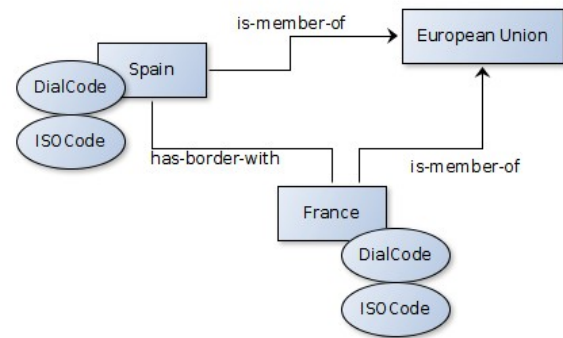 is-member-of
European Union
Spain
DialCode
ISOCode
has-border-with
is-member-of
France
DialCode
ISOCode